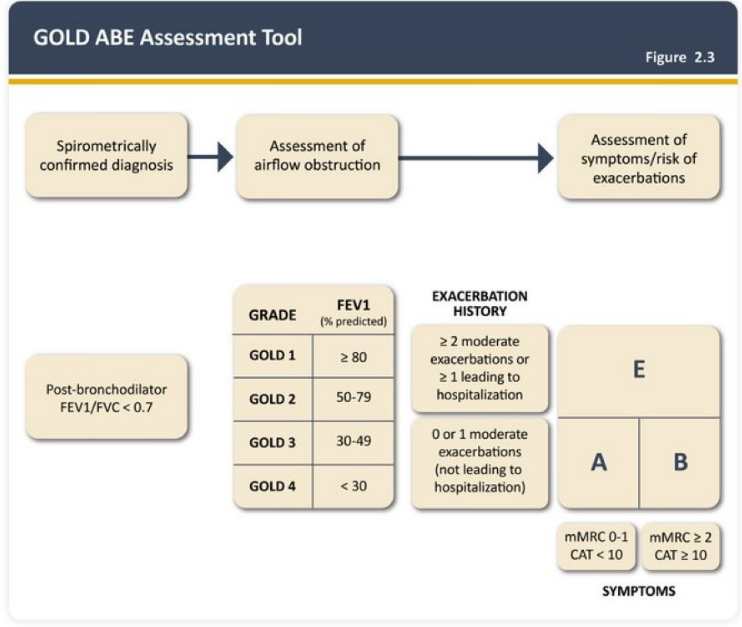 GOLD ABE Assessment Tool
Figure 2.3
Spirometrically
confirmed diagnosis
Assessment of
airflow obstruction
Assessment of
symptoms/risk of
exacerbations
Post-bronchodilator
FEV1/FVC < 0.7
GRADE
FEV1
(% predicted)
GOLD 1
≥ 80
GOLD 2
50-79
GOLD 3
30-49
GOLD 4
< 30
EXACERBATION
HISTORY
≥ 2 moderate
exacerbations or
≥ 1 leading to
hospitalization
0 or 1 moderate
exacerbations
(not leading to
hospitalization)
E
A
B
mMRC 0-1
CAT < 10
mMRC ≥ 2
CAT ≥ 10
SYMPTOMS